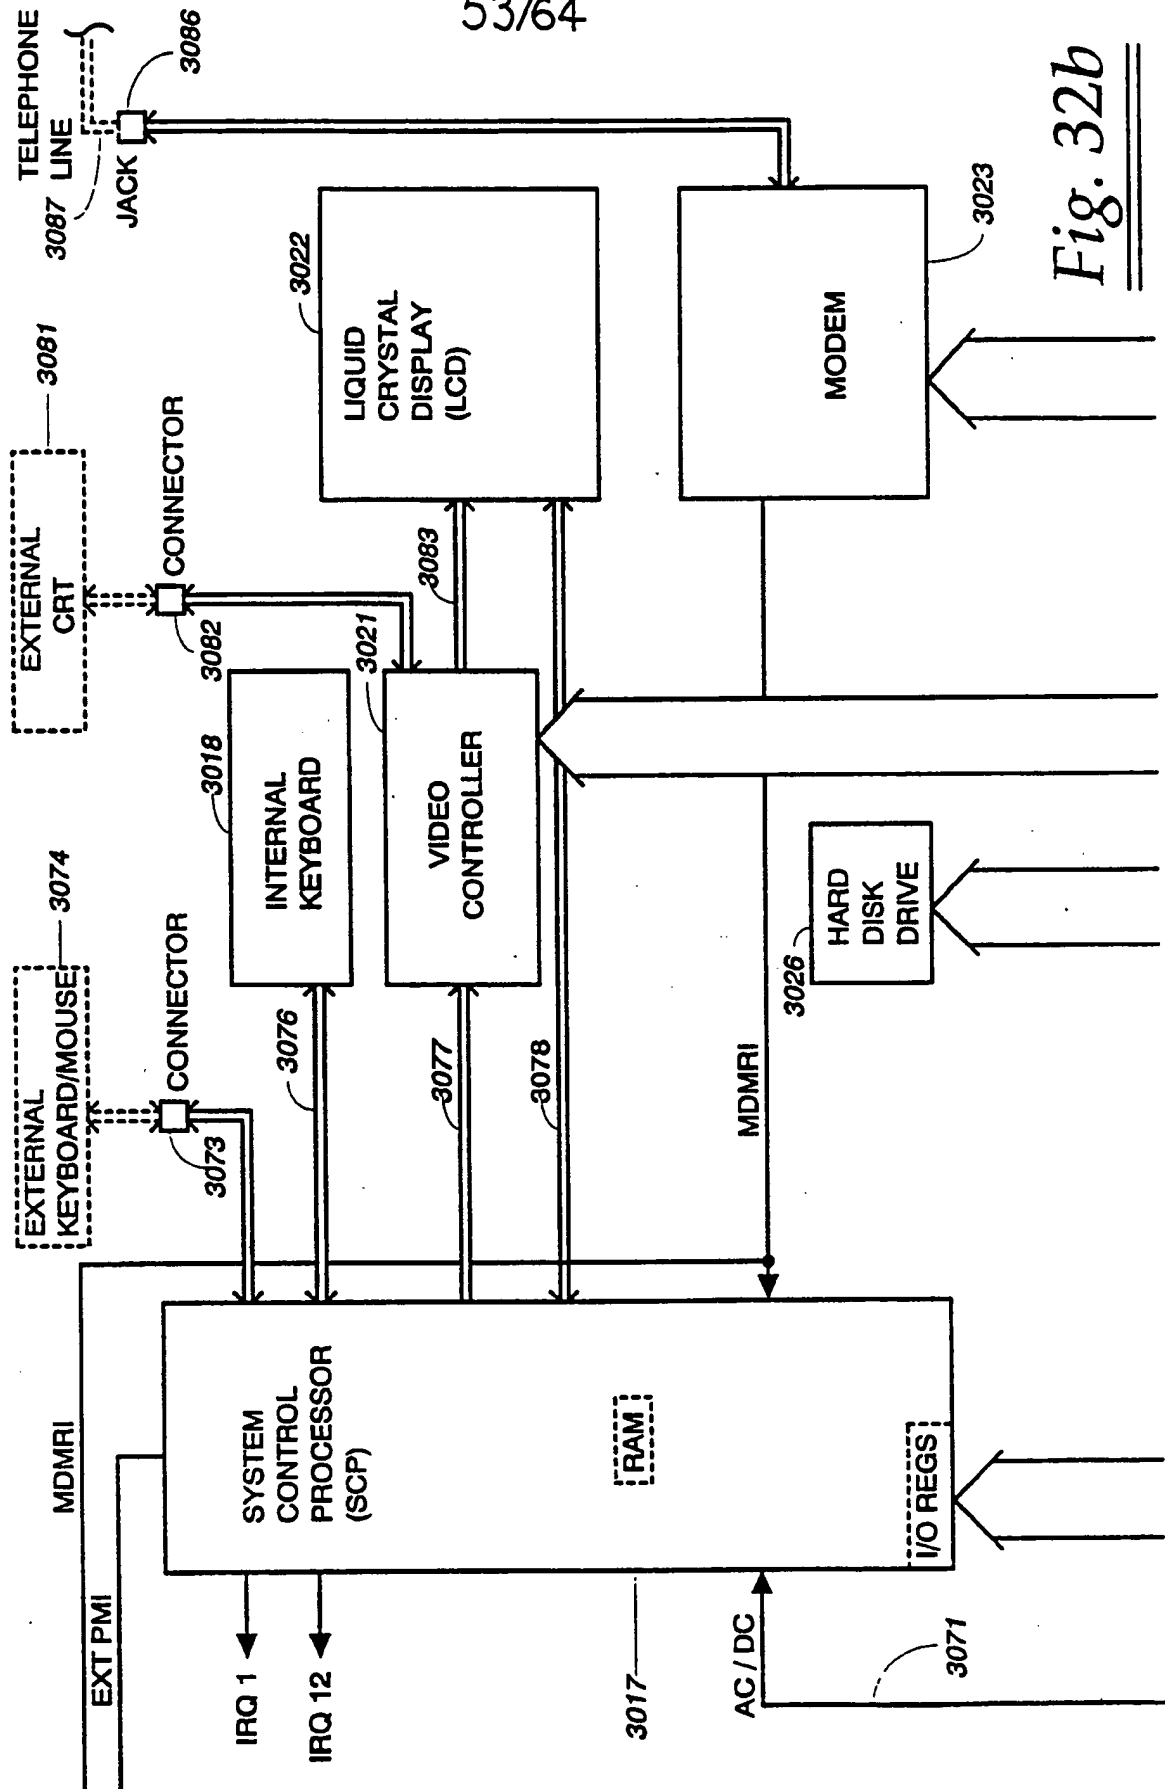 53/64
MDMRI
EXT PMI
IRQ 1
IRQ 12
3017
AC / DC
3071
SYSTEM
CONTROL
PROCESSOR
(SCP)
RAM
I/O REGS
EXTERNAL
KEYBOARD/MOUSE
3074
CONNECTOR
3073
3076
3077
3078
MDMRI
EXTERNAL
CRT
3081
CONNECTOR
3082
3018
INTERNAL
KEYBOARD
3021
VIDEO
CONTROLLER
3083
3026
HARD
DISK
DRIVE
TELEPHONE
LINE
3087
JACK
3086
3022
LIQUID
CRYSTAL
DISPLAY
(LCD)
MODEM
3023
Fig. 32b